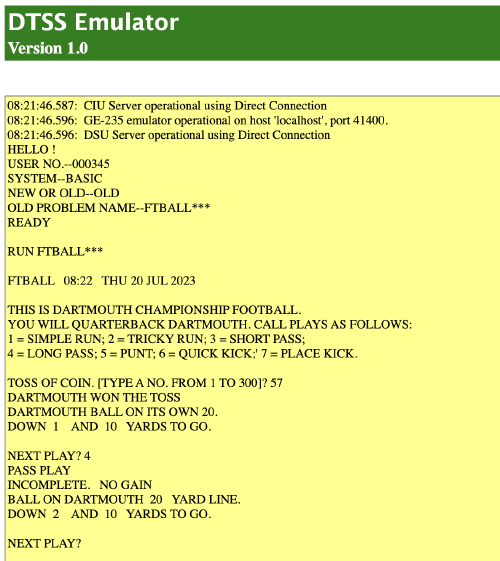 DTSS Emulator
Version 1.0
08:21:46.587: CIU Server operational using Direct Connection
08:21:46.596: GE-235 emulator operational on host 'localhost', port 41400.
08:21:46.596: DSU Server operational using Direct Connection
HELLO !
USER NO.--000345
SYSTEM--BASIC
NEW OR OLD--OLD
OLD PROBLEM NAME--FTBALL***
READY
RUN FTBALL***
FTBALL 08:22 THU 20 JUL 2023
THIS IS DARTMOUTH CHAMPIONSHIP FOOTBALL.
YOU WILL QUARTERBACK DARTMOUTH. CALL PLAYS AS FOLLOWS:
1 = SIMPLE RUN; 2 = TRICKY RUN; 3 = SHORT PASS;
4 = LONG PASS; 5 = PUNT; 6 = QUICK KICK;' 7 = PLACE KICK.
TOSS OF COIN. [TYPE A NO. FROM 1 TO 300]? 57
DARTMOUTH WON THE TOSS
DARTMOUTH BALL ON ITS OWN 20.
DOWN 1 AND 10 YARDS TO GO.
NEXT PLAY? 4
PASS PLAY
INCOMPLETE. NO GAIN
BALL ON DARTMOUTH 20 YARD LINE.
DOWN 2 AND 10 YARDS TO GO.
NEXT PLAY?